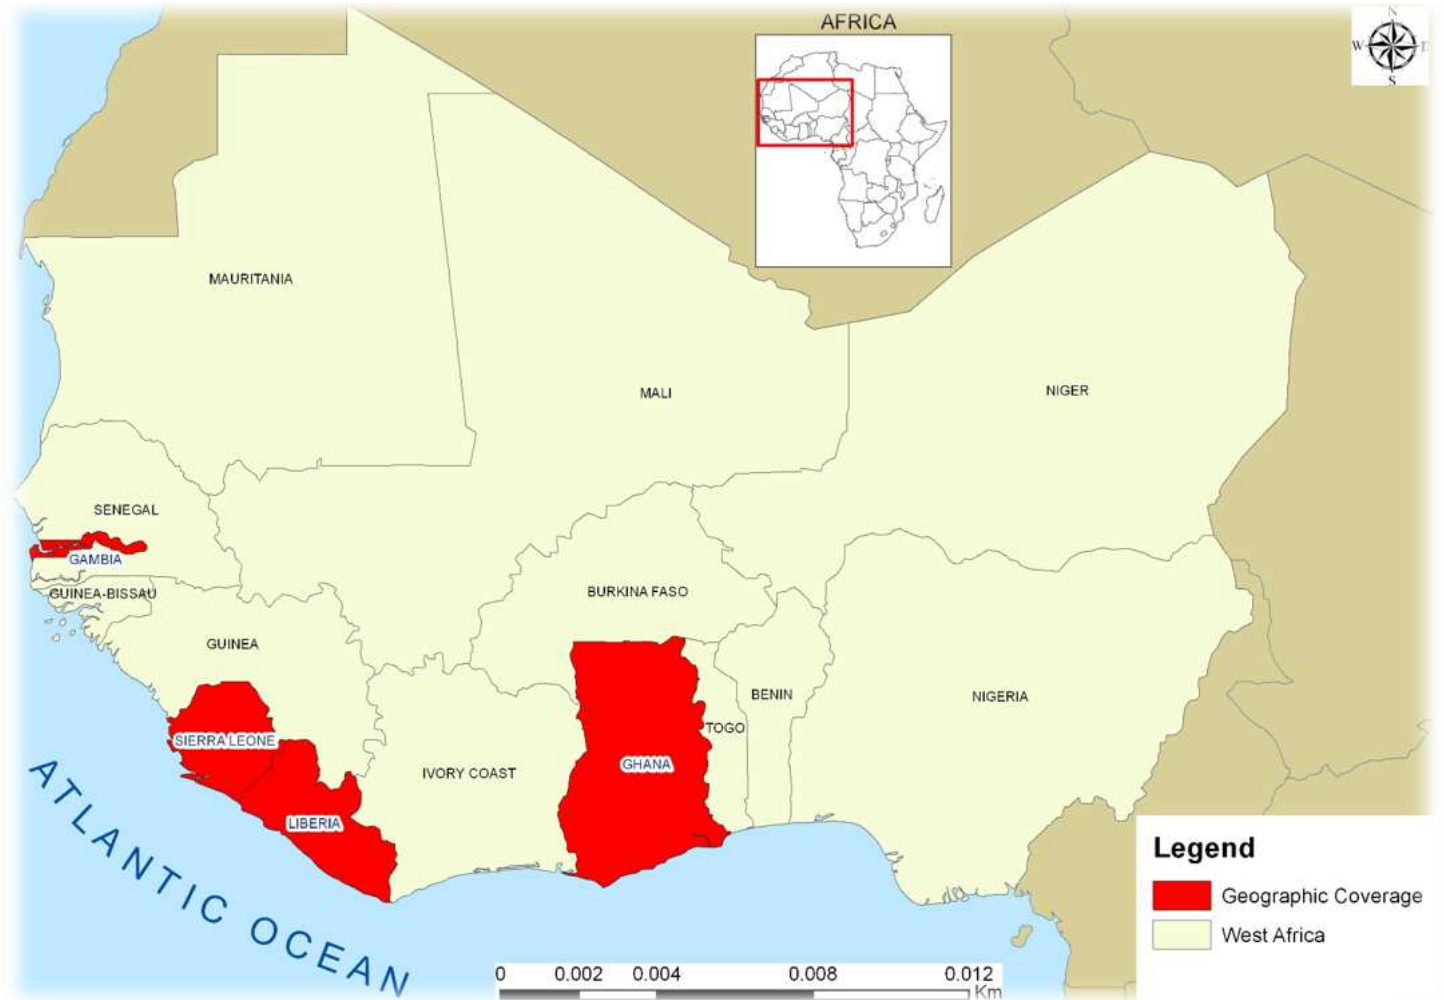 AFRICA
N
W
E
S
MAURITANIA
MALI
NIGER
SENEGAL
GAMBIA
GUINEA-BISSAU
BURKINA FASO
GUINEA
BENIN
NIGERIA
TOGO
SIERRA LEONE
GHANA
IVORY COAST
LIBERIA
ATLANTIC OCEAN
Legend
Geographic Coverage
West Africa
0 0.002 0.004 0.008 0.012
Km